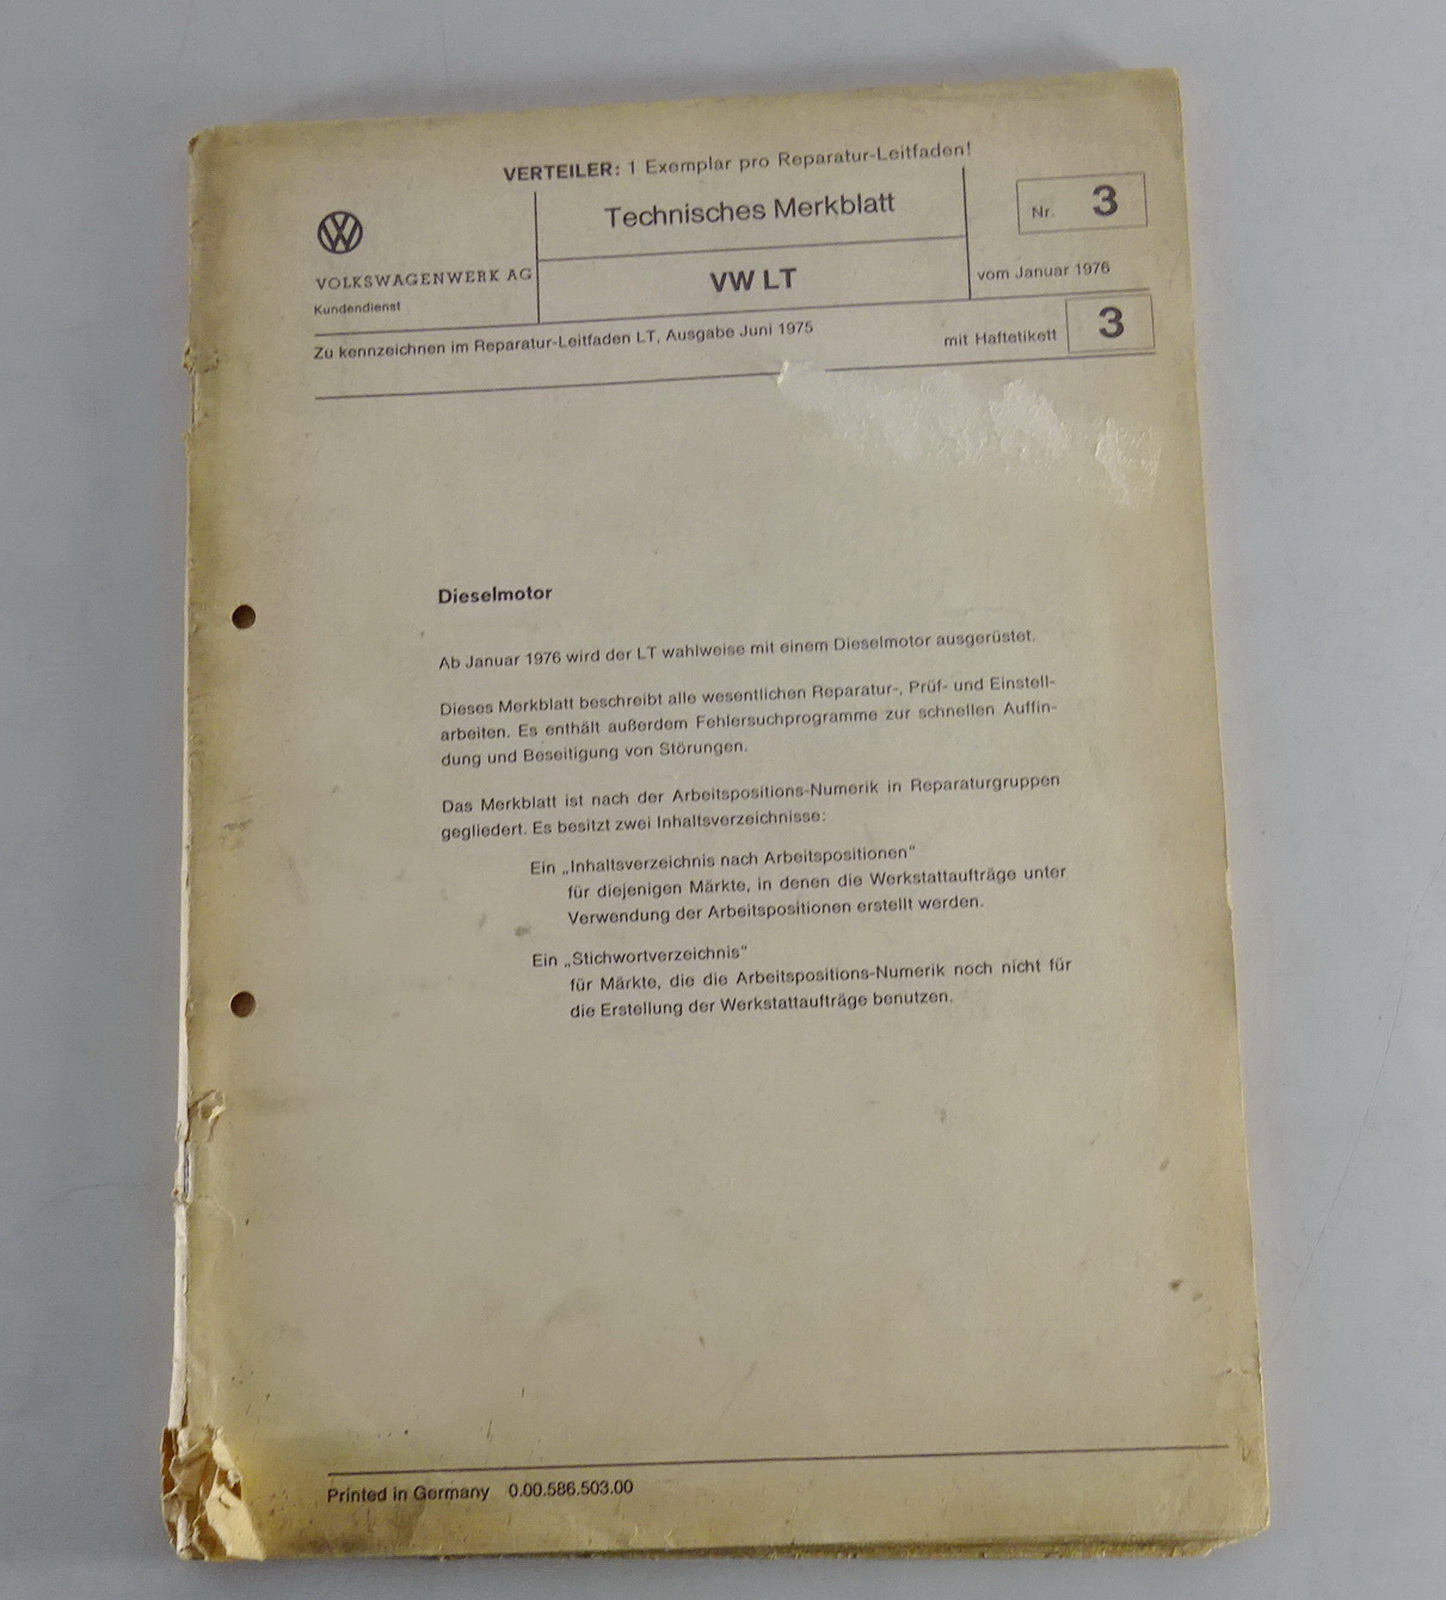 VERTEILER: 1 Exemplar pro Reparatur-Leitfaden!
VW
VOLKSWAGENWERK AG
Kundendienst
Technisches Merkblatt
VW LT
Nr. 3
vom Januar 1976
Zu kennzeichnen im Reparatur-Leitfaden LT, Ausgabe Juni 1975
mit Haftetikett 3
Dieselmotor
Ab Januar 1976 wird der LT wahlweise mit einem Dieselmotor ausgerüstet.
Dieses Merkblatt beschreibt alle wesentlichen Reparatur-, Prüf- und Einstell-
arbeiten. Es enthält außerdem Fehlersuchprogramme zur schnellen Auffin-
dung und Beseitigung von Störungen.
Das Merkblatt ist nach der Arbeitspositions-Numerik in Reparaturgruppen
gegliedert. Es besitzt zwei Inhaltsverzeichnisse:
Ein „Inhaltsverzeichnis nach Arbeitspositionen“
für diejenigen Märkte, in denen die Werkstattaufträge unter
Verwendung der Arbeitspositionen erstellt werden.
Ein „Stichwortverzeichnis“
für Märkte, die die Arbeitspositions-Numerik noch nicht für
die Erstellung der Werkstattaufträge benutzen.
Printed in Germany 0.00.586.503.00